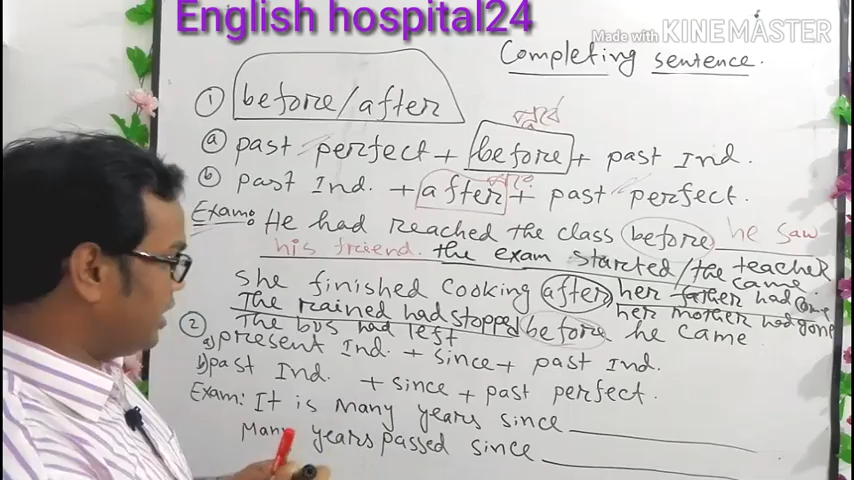 English hospital24
Made with KINEMASTER
Completing sentence.
① before/after
ⓐ past perfect + before + past Ind.
ⓑ past Ind. + after + past perfect.
Exam: He had reached the class before he saw
his friend. the exam started/the teacher
came
she finished cooking after her father had
her mother had gone
The rained had stopped before he came
The bus had left
② a) present Ind. + since + past Ind.
b) past Ind. + since + past perfect.
Exam: It is many years since
Many years passed since